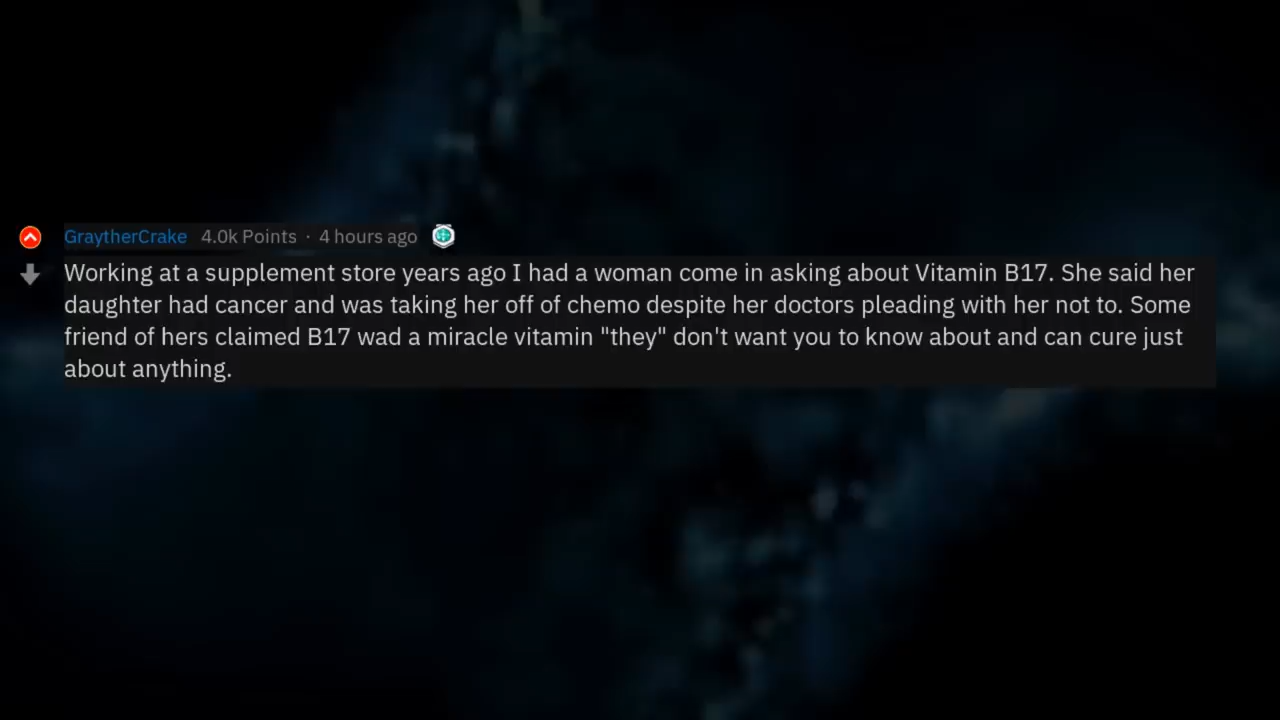 GraytherCrake 4.0k Points · 4 hours ago
Working at a supplement store years ago I had a woman come in asking about Vitamin B17. She said her
daughter had cancer and was taking her off of chemo despite her doctors pleading with her not to. Some
friend of hers claimed B17 wad a miracle vitamin "they" don't want you to know about and can cure just
about anything.